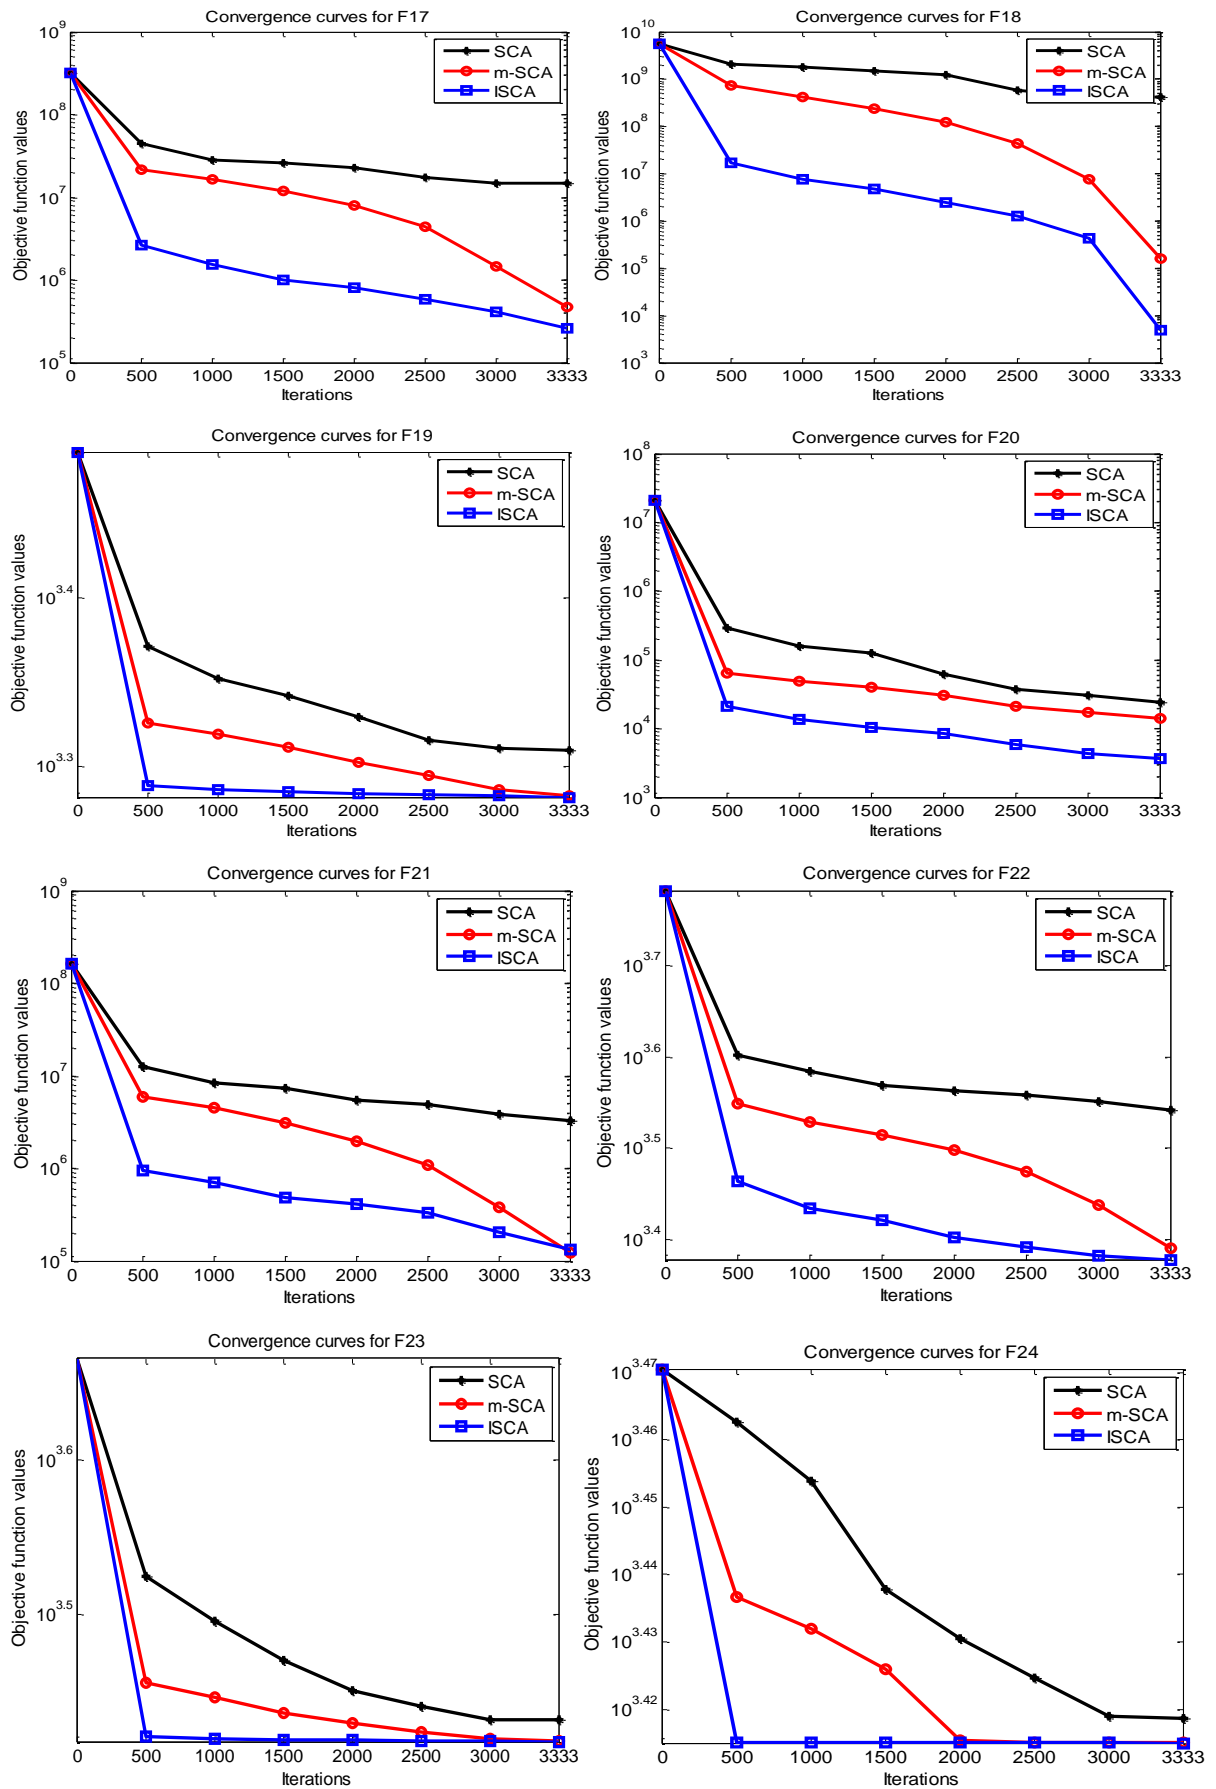 Convergence curves for F17
10^9
10^8
10^7
10^6
10^5
Objective function values
SCA
m-SCA
ISCA
0 500 1000 1500 2000 2500 3000 3333
Iterations
Convergence curves for F18
10^10
10^9
10^8
10^7
10^6
10^5
10^4
10^3
Objective function values
SCA
m-SCA
ISCA
0 500 1000 1500 2000 2500 3000 3333
Iterations
Convergence curves for F19
10^3.4
10^3.3
Objective function values
SCA
m-SCA
ISCA
0 500 1000 1500 2000 2500 3000 3333
Iterations
Convergence curves for F20
10^8
10^7
10^6
10^5
10^4
10^3
Objective function values
SCA
m-SCA
ISCA
0 500 1000 1500 2000 2500 3000 3333
Iterations
Convergence curves for F21
10^9
10^8
10^7
10^6
10^5
Objective function values
SCA
m-SCA
ISCA
0 500 1000 1500 2000 2500 3000 3333
Iterations
Convergence curves for F22
10^3.7
10^3.6
10^3.5
10^3.4
Objective function values
SCA
m-SCA
ISCA
0 500 1000 1500 2000 2500 3000 3333
Iterations
Convergence curves for F23
10^3.6
10^3.5
Objective function values
SCA
m-SCA
ISCA
0 500 1000 1500 2000 2500 3000 3333
Iterations
Convergence curves for F24
10^3.47
10^3.46
10^3.45
10^3.44
10^3.43
10^3.42
Objective function values
SCA
m-SCA
ISCA
0 500 1000 1500 2000 2500 3000 3333
Iterations